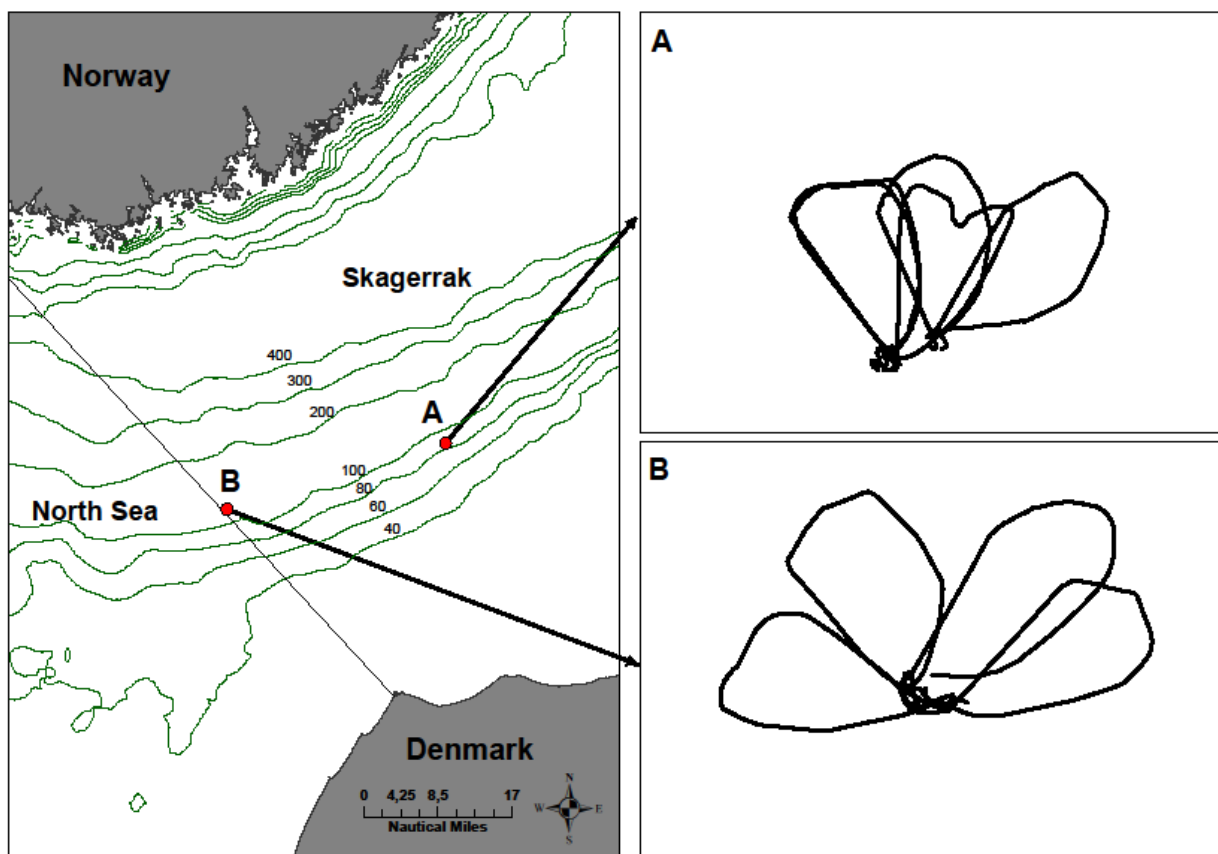 Norway
Skagerrak
400
300
200
A
100
80
60
40
B
North Sea
Denmark
0 4,25 8,5 17
Nautical Miles
N
W E
S
A
B